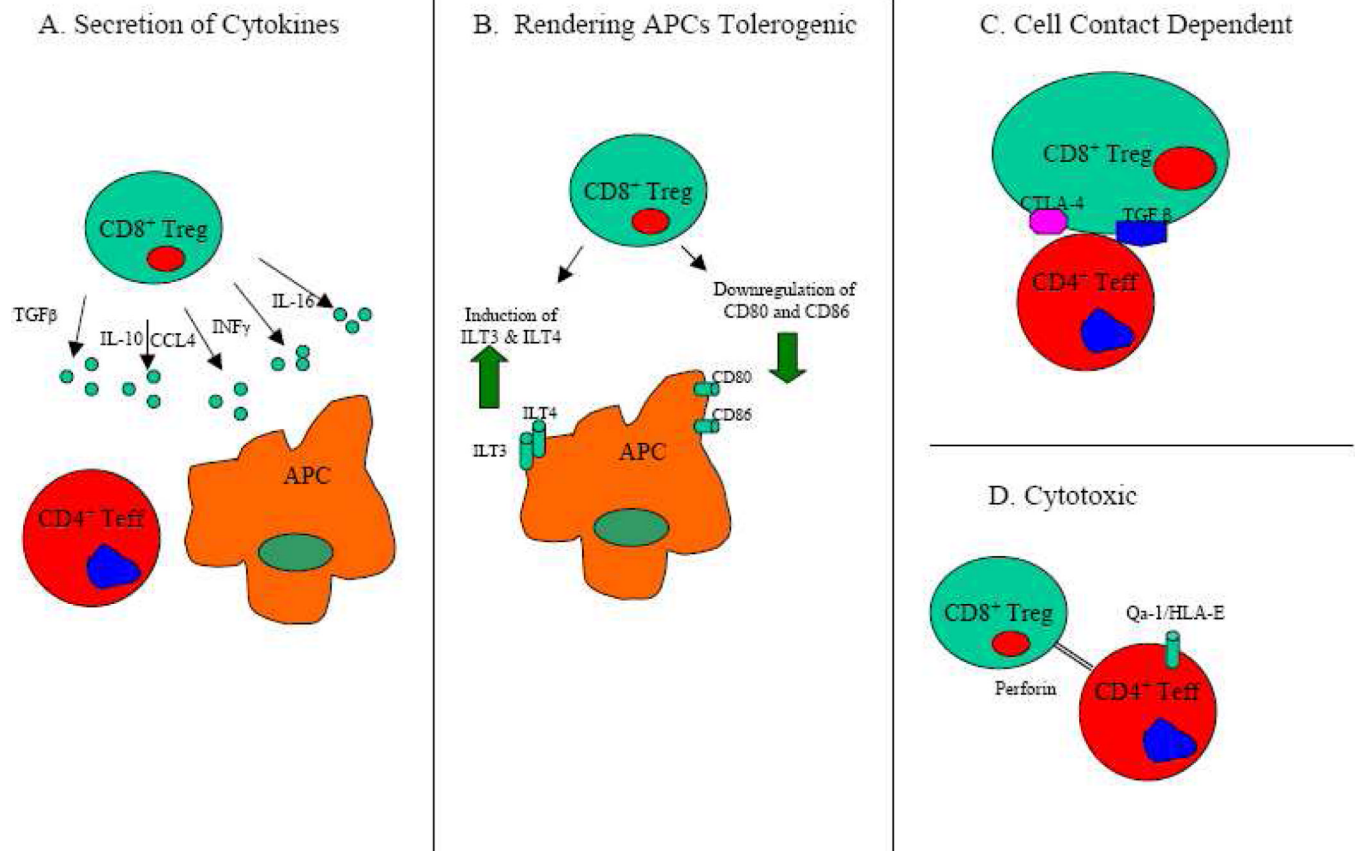 A. Secretion of Cytokines
CD8⁺ Treg
TGFβ
IL-10
CCL4
INFγ
IL-16
CD4⁺ Teff
APC
B.  Rendering APCs Tolerogenic
CD8⁺ Treg
Induction of
ILT3 & ILT4
Downregulation of
CD80 and CD86
ILT4
ILT3
CD80
CD86
APC
C. Cell Contact Dependent
CD8⁺ Treg
CTLA-4
TGF β
CD4⁺ Teff
D. Cytotoxic
CD8⁺ Treg
Qa-1/HLA-E
Perforin
CD4⁺ Teff